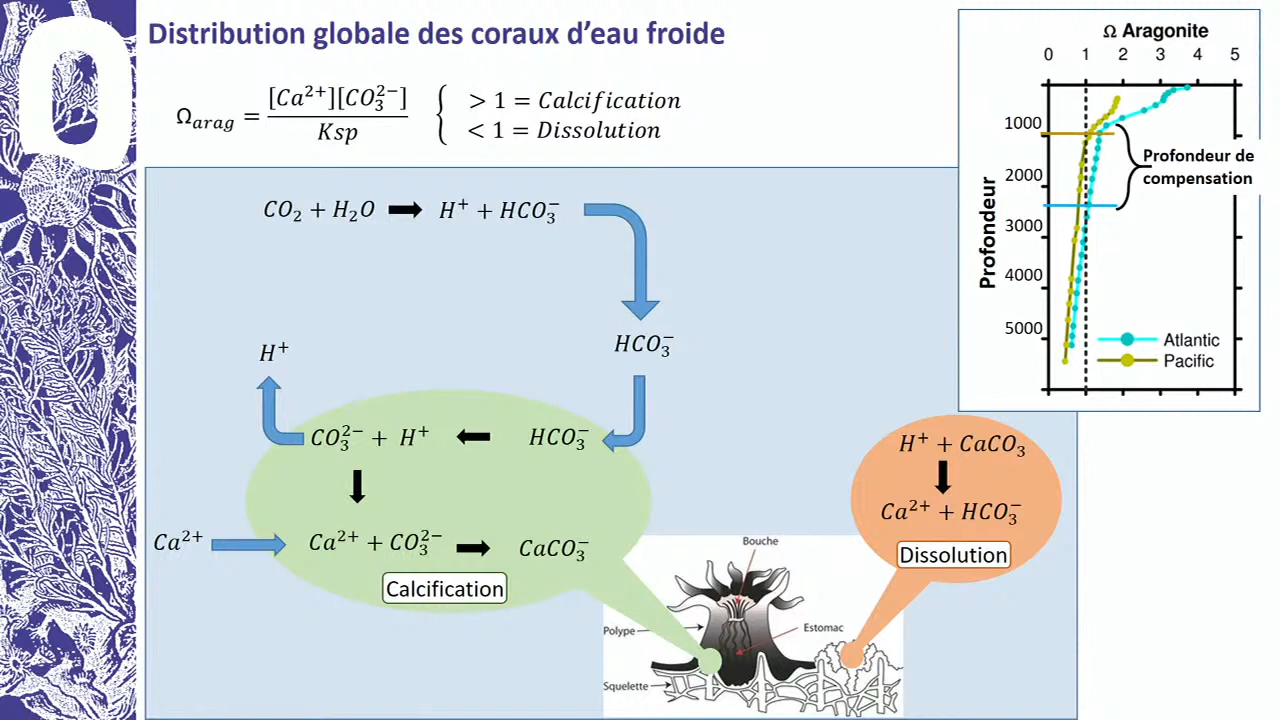 Distribution globale des coraux d'eau froide
Ω_arag = [Ca²⁺][CO₃²⁻] / Ksp { > 1 = Calcification
< 1 = Dissolution
Ω Aragonite
0 1 2 3 4 5
1000
2000
3000
4000
5000
Profondeur
Profondeur de
compensation
Atlantic
Pacific
CO₂ + H₂O → H⁺ + HCO₃⁻
HCO₃⁻
H⁺
CO₃²⁻ + H⁺ ← HCO₃⁻
Ca²⁺ → Ca²⁺ + CO₃²⁻ → CaCO₃⁻
Calcification
H⁺ + CaCO₃
Ca²⁺ + HCO₃⁻
Dissolution
Bouche
Polype
Estomac
Squelette